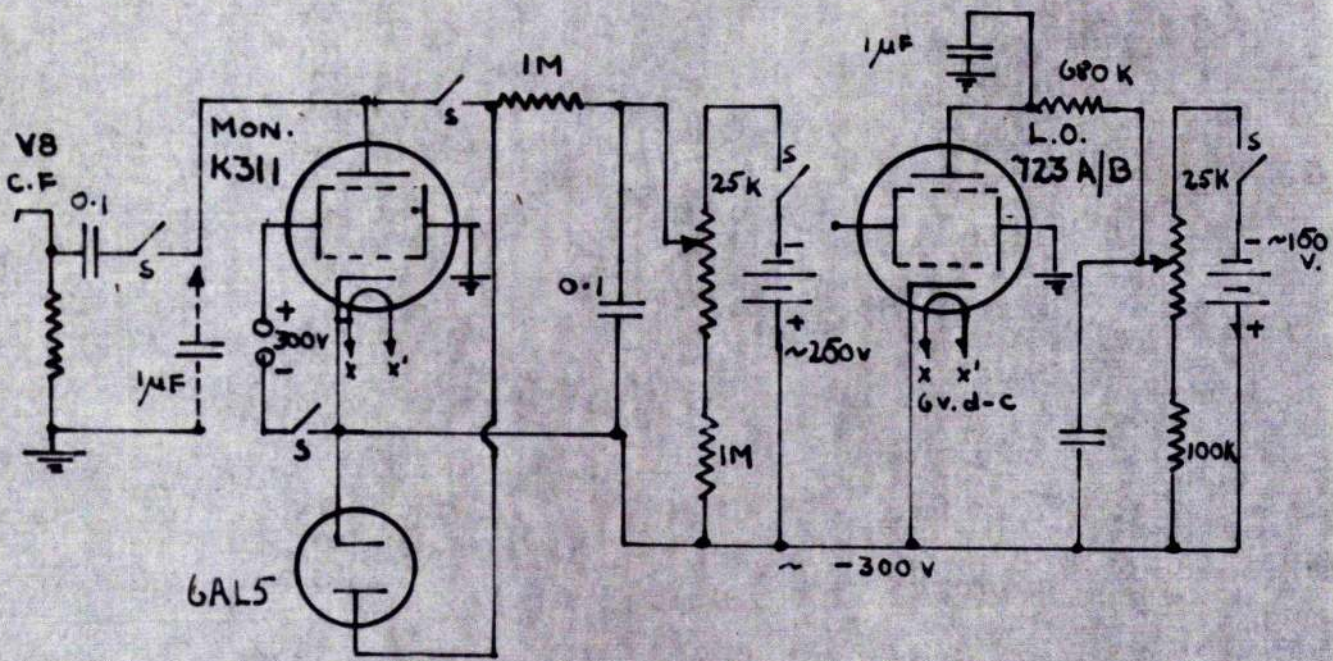 V8
C.F
0.1
S
1µF
MON.
K311
+
300V
-
S
x x'
6AL5
S
1M
0.1
25K
S
-
+
~250v
1M
~ -300V
1µF
680K
L.O.
723 A/B
x x'
6v. d-c
25K
S
- ~160
v.
+
100K